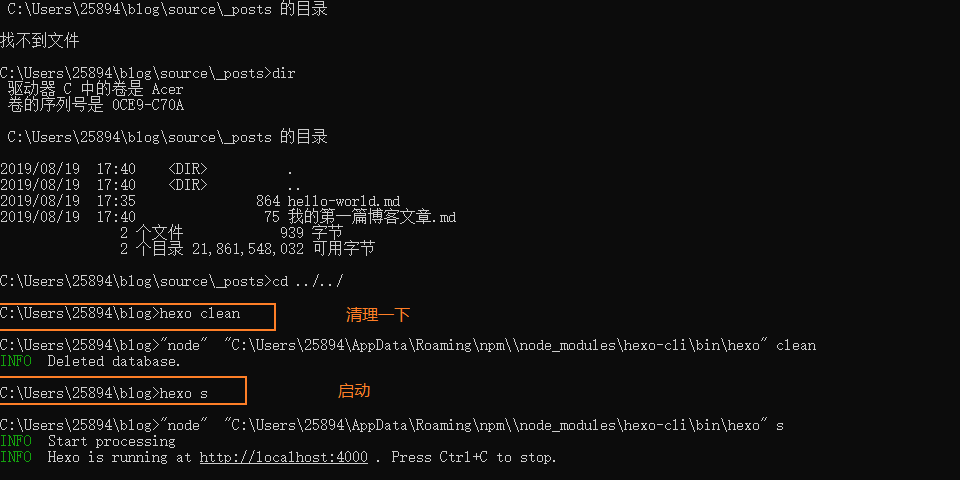 C:\Users\25894\blog\source\_posts 的目录
找不到文件
C:\Users\25894\blog\source\_posts>dir
驱动器 C 中的卷是 Acer
卷的序列号是 0CE9-C70A
C:\Users\25894\blog\source\_posts 的目录
2019/08/19  17:40    <DIR>          .
2019/08/19  17:40    <DIR>          ..
2019/08/19  17:35               864 hello-world.md
2019/08/19  17:40                75 我的第一篇博客文章.md
2 个文件            939 字节
2 个目录 21,861,548,032 可用字节
C:\Users\25894\blog\source\_posts>cd ../../
C:\Users\25894\blog>hexo clean 清理一下
C:\Users\25894\blog>"node"  "C:\Users\25894\AppData\Roaming\npm\\node_modules\hexo-cli\bin\hexo" clean
INFO  Deleted database.
C:\Users\25894\blog>hexo s 启动
C:\Users\25894\blog>"node"  "C:\Users\25894\AppData\Roaming\npm\\node_modules\hexo-cli\bin\hexo" s
INFO  Start processing
INFO  Hexo is running at http://localhost:4000 . Press Ctrl+C to stop.